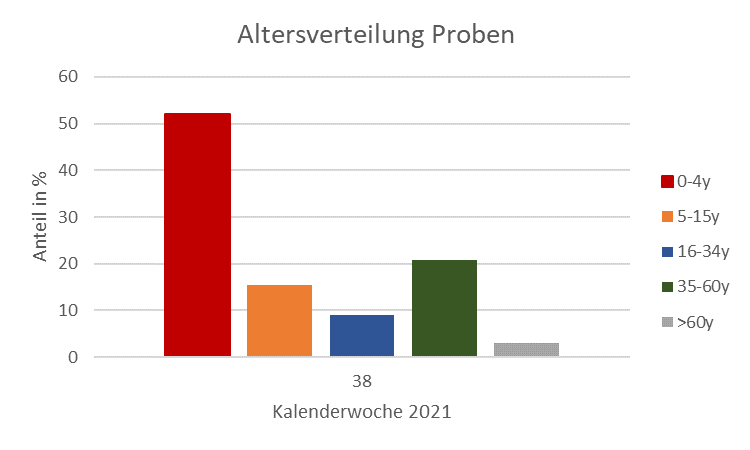 Altersverteilung Proben
60
50
40
30
20
10
0
Anteil in %
38
Kalenderwoche 2021
0-4y
5-15y
16-34y
35-60y
>60y